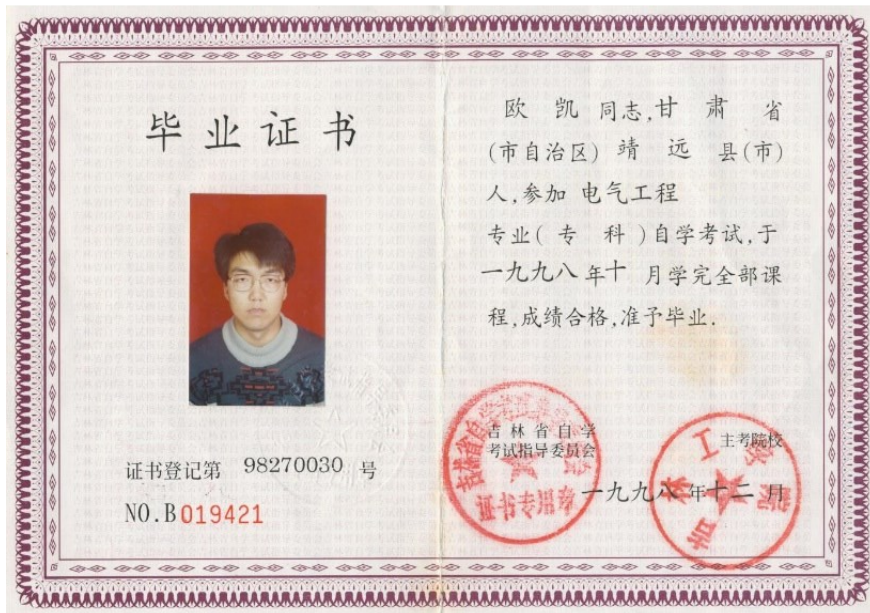 毕业证书
证书登记第 98270030 号
NO.B 019421
欧 凯 同志,甘 肃 省
(市自治区) 靖 远 县(市)
人,参加 电气工程
专业( 专 科 )自学考试,于
一九九八 年十 月学完全部课
程,成绩合格,准予毕业.
吉林省自学
考试指导委员会
主考院校
一九九八 年十二 月
证书专用章